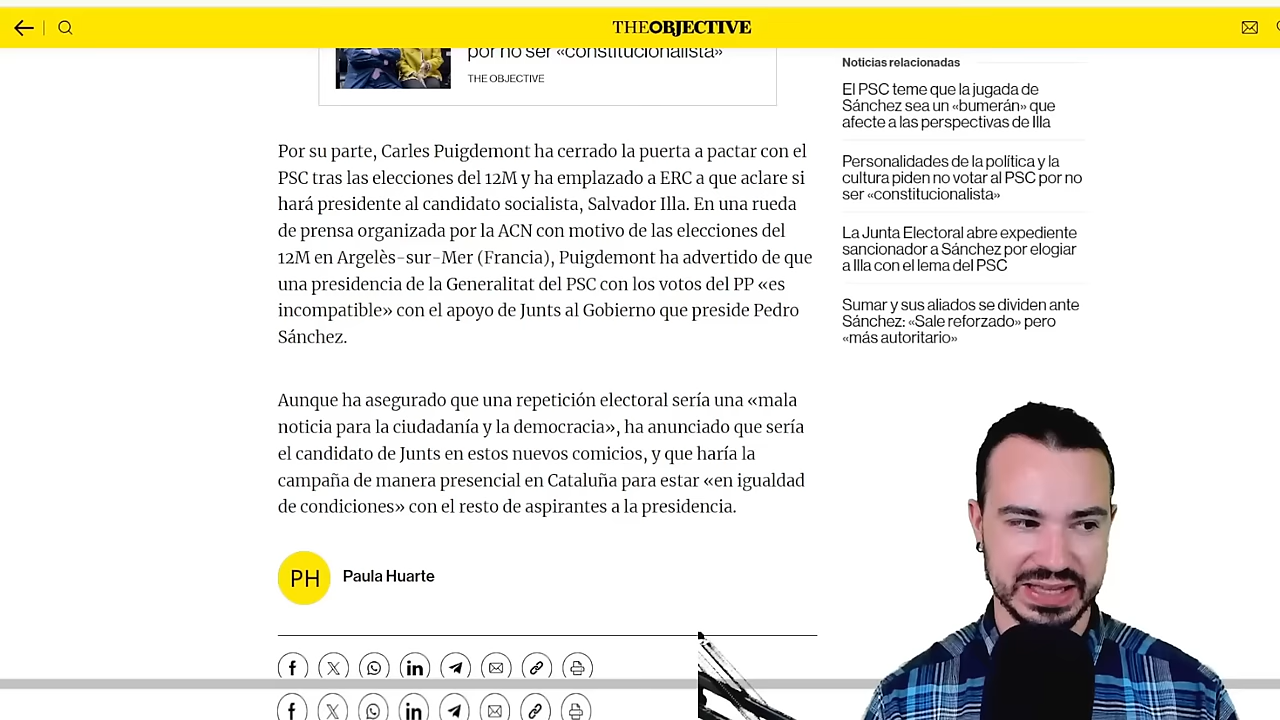 THEOBJECTIVE
por no ser «constitucionalista»
THE OBJECTIVE
Por su parte, Carles Puigdemont ha cerrado la puerta a pactar con el
PSC tras las elecciones del 12M y ha emplazado a ERC a que aclare si
hará presidente al candidato socialista, Salvador Illa. En una rueda
de prensa organizada por la ACN con motivo de las elecciones del
12M en Argelès-sur-Mer (Francia), Puigdemont ha advertido de que
una presidencia de la Generalitat del PSC con los votos del PP «es
incompatible» con el apoyo de Junts al Gobierno que preside Pedro
Sánchez.
Aunque ha asegurado que una repetición electoral sería una «mala
noticia para la ciudadanía y la democracia», ha anunciado que sería
el candidato de Junts en estos nuevos comicios, y que haría la
campaña de manera presencial en Cataluña para estar «en igualdad
de condiciones» con el resto de aspirantes a la presidencia.
PH
Paula Huarte
Noticias relacionadas
El PSC teme que la jugada de
Sánchez sea un «bumerán» que
afecte a las perspectivas de Illa
Personalidades de la política y la
cultura piden no votar al PSC por no
ser «constitucionalista»
La Junta Electoral abre expediente
sancionador a Sánchez por elogiar
a Illa con el lema del PSC
Sumar y sus aliados se dividen ante
Sánchez: «Sale reforzado» pero
«más autoritario»